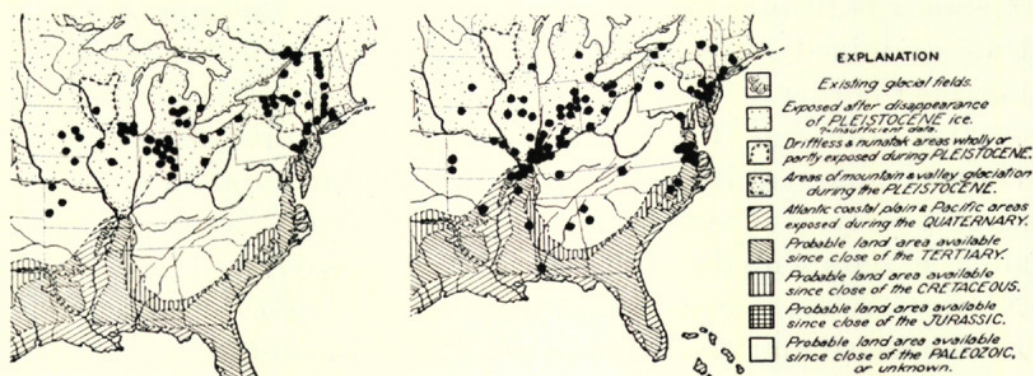 EXPLANATION
Existing glacial fields.
Exposed after disappearance
of PLEISTOCENE ice.
?-Insufficient data.
Driftless & nunatak areas wholly or
partly exposed during PLEISTOCENE.
Areas of mountain & valley glaciation
during the PLEISTOCENE.
Atlantic coastal plain & Pacific areas
exposed during the QUATERNARY.
Probable land area available
since close of the TERTIARY.
Probable land area available
since close of the CRETACEOUS.
Probable land area available
since close of the JURASSIC.
Probable land area available
since close of the PALEOZOIC,
or unknown.